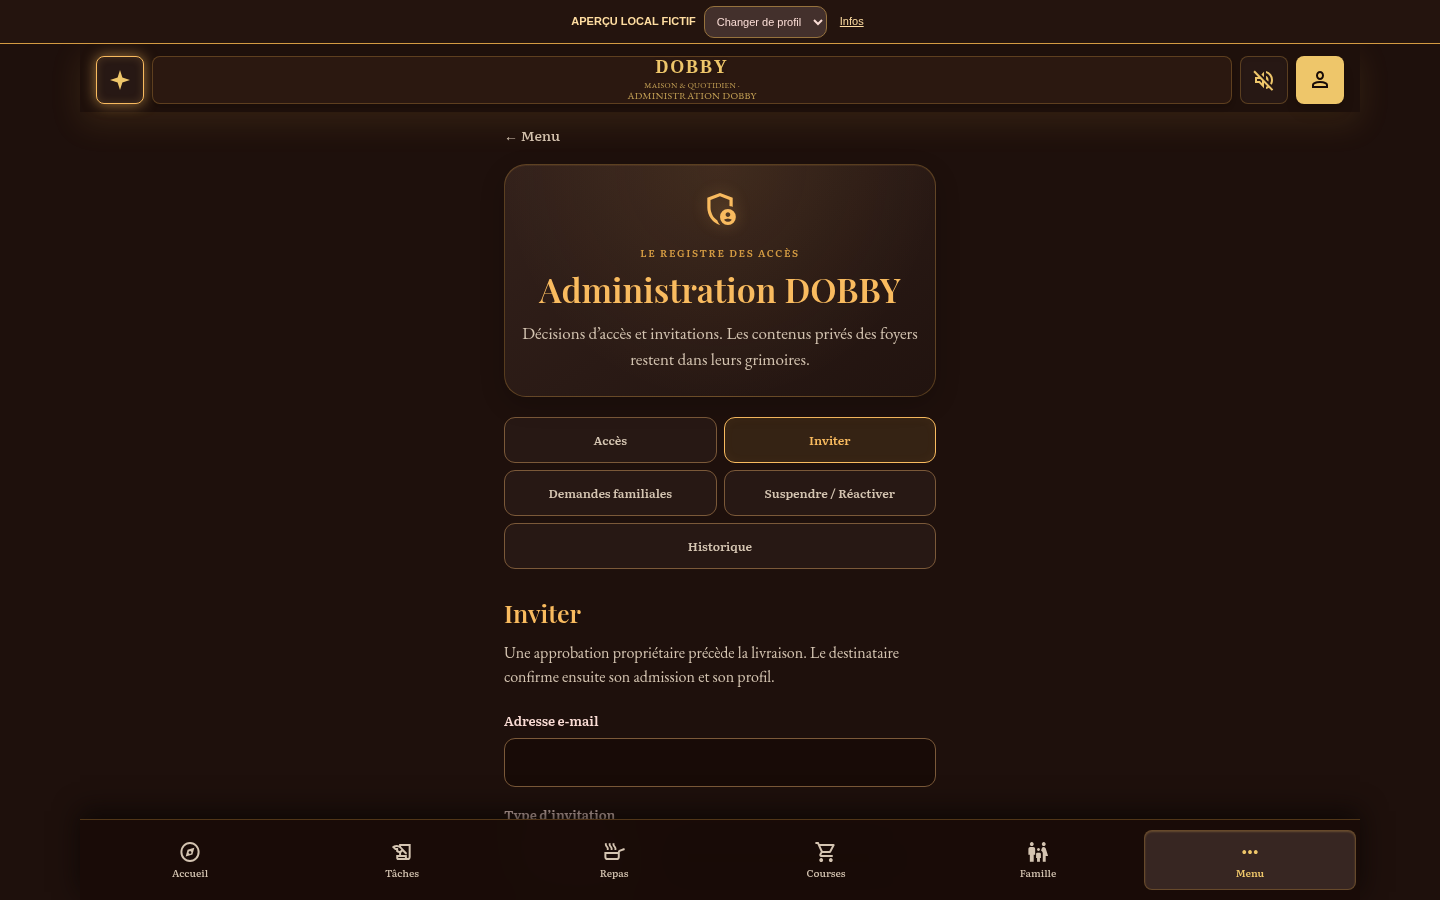 APERÇU LOCAL FICTIF Changer de profil Infos
DOBBY
MAISON & QUOTIDIEN ·
ADMINISTRATION DOBBY
← Menu
LE REGISTRE DES ACCÈS
Administration DOBBY
Décisions d’accès et invitations. Les contenus privés des foyers
restent dans leurs grimoires.
Accès
Inviter
Demandes familiales
Suspendre / Réactiver
Historique
Inviter
Une approbation propriétaire précède la livraison. Le destinataire
confirme ensuite son admission et son profil.
Adresse e-mail
Type d’invitation
Accueil
Tâches
Repas
Courses
Famille
Menu